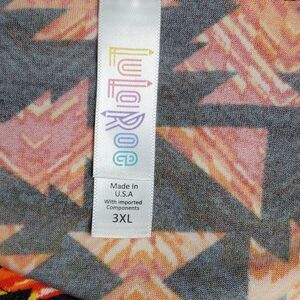 LuLaRoe
Made In
U.S.A
With imported
Components
3XL